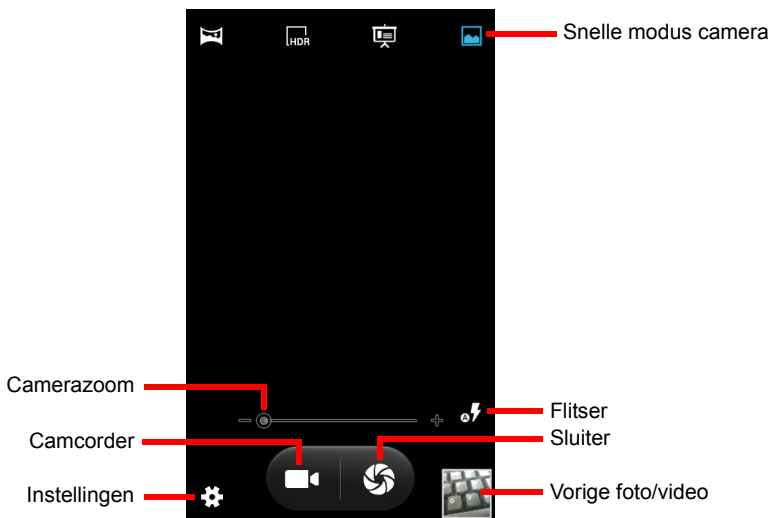 Snelle modus camera
HDR
Camerazoom
Flitser
Camcorder
Sluiter
Instellingen
Vorige foto/video